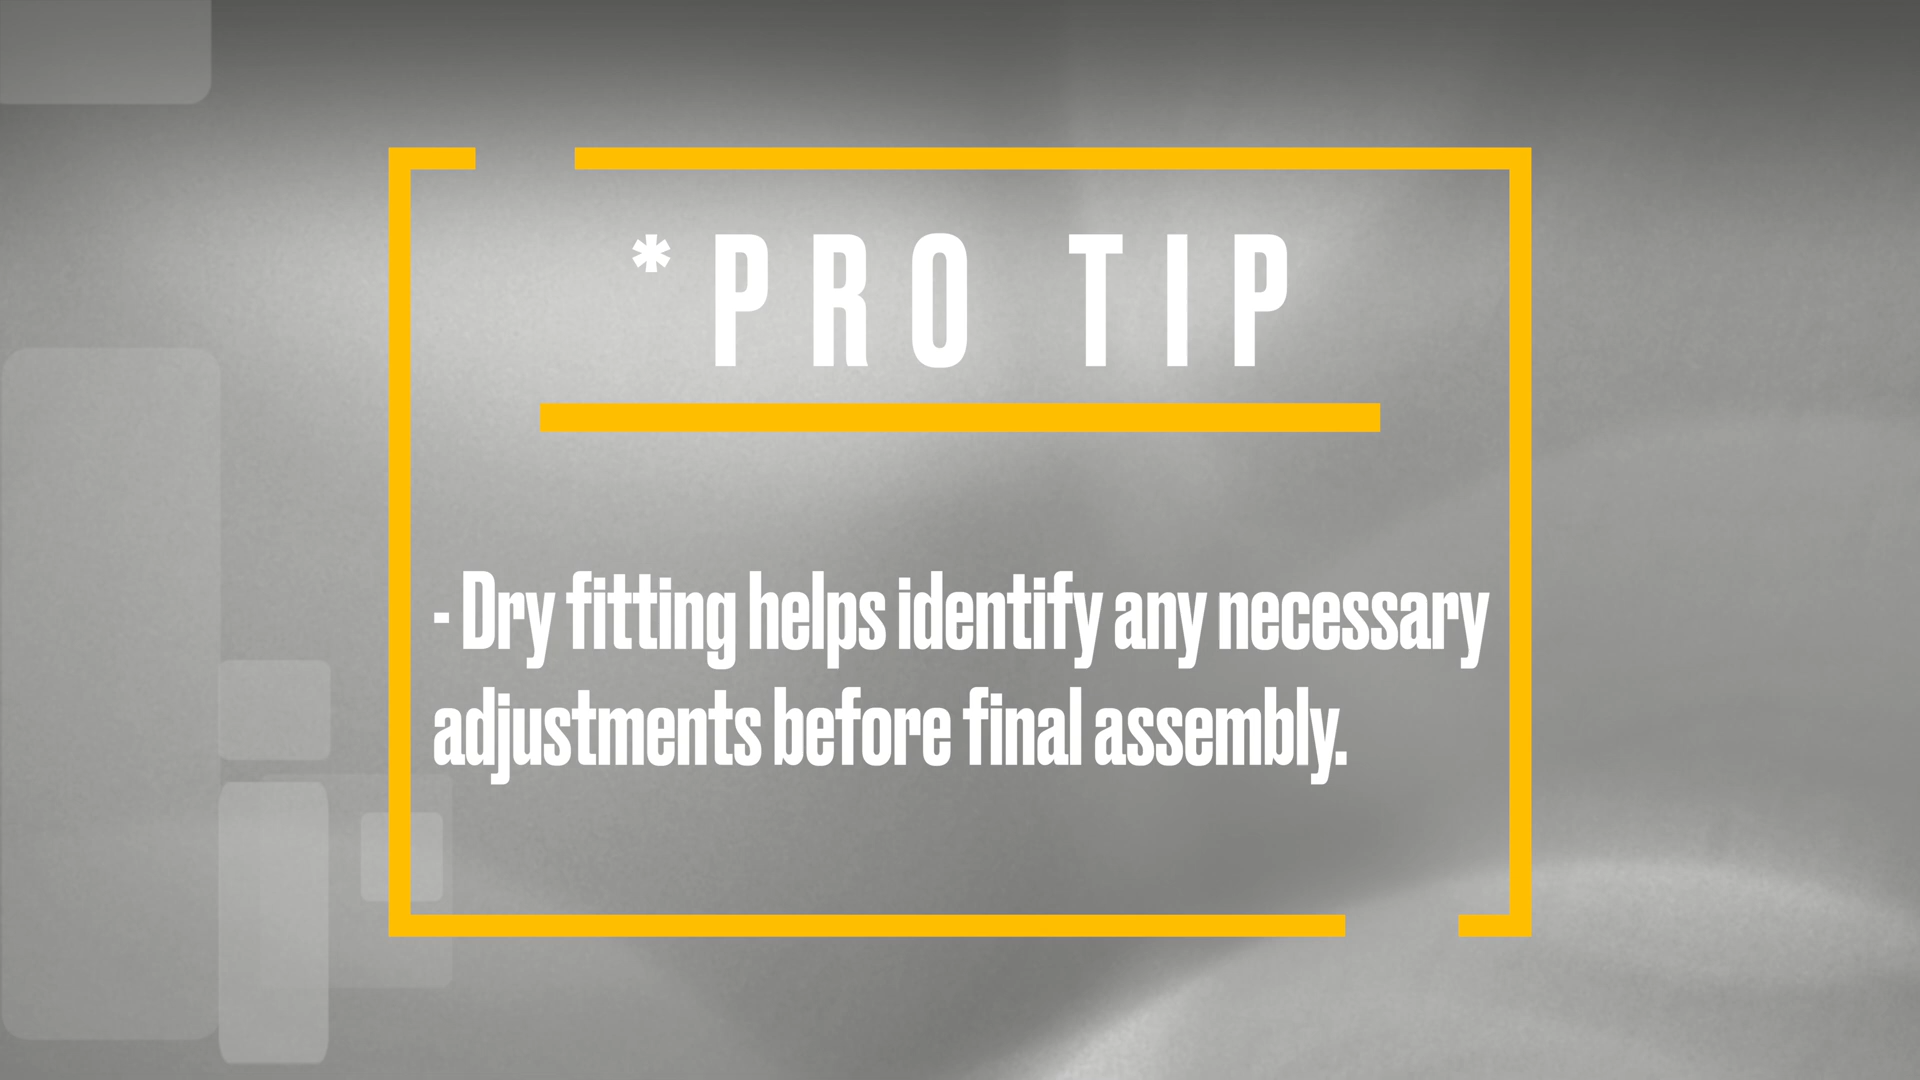 *PRO TIP
- Dry fitting helps identify any necessary
adjustments before final assembly.